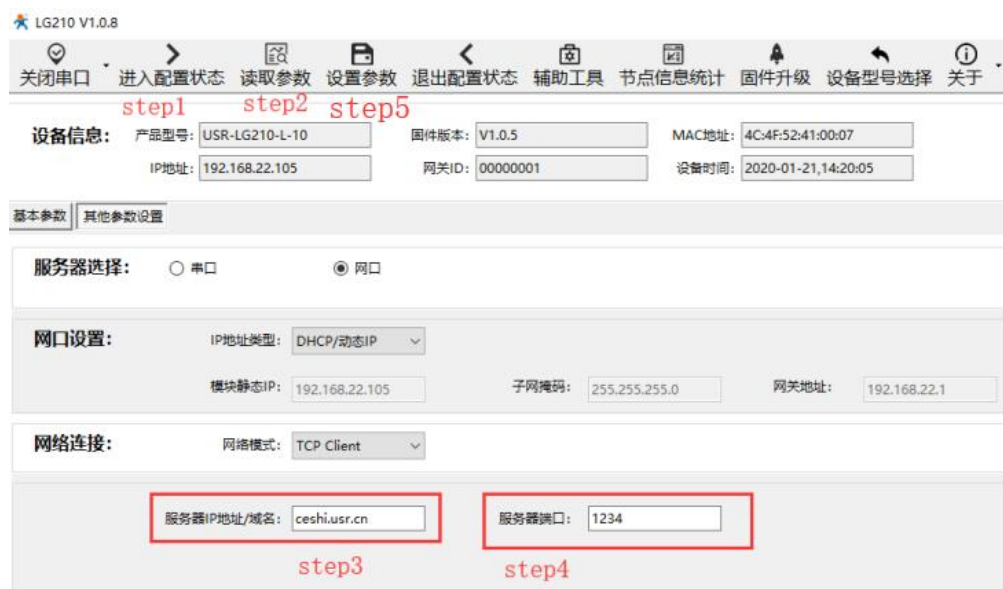 LG210 V1.0.8
关闭串口 进入配置状态 读取参数 设置参数 退出配置状态 辅助工具 节点信息统计 固件升级 设备型号选择 关于
step1 step2 step5
设备信息: 产品型号: USR-LG210-L-10 固件版本: V1.0.5 MAC地址: 4C:4F:52:41:00:07
IP地址: 192.168.22.105 网关ID: 00000001 设备时间: 2020-01-21,14:20:05
基本参数 其他参数设置
服务器选择: 串口 网口
网口设置: IP地址类型: DHCP/动态IP
模块静态IP: 192.168.22.105 子网掩码: 255.255.255.0 网关地址: 192.168.22.1
网络连接: 网络模式: TCP Client
服务器IP地址/域名: ceshi.usr.cn 服务器端口: 1234
step3 step4